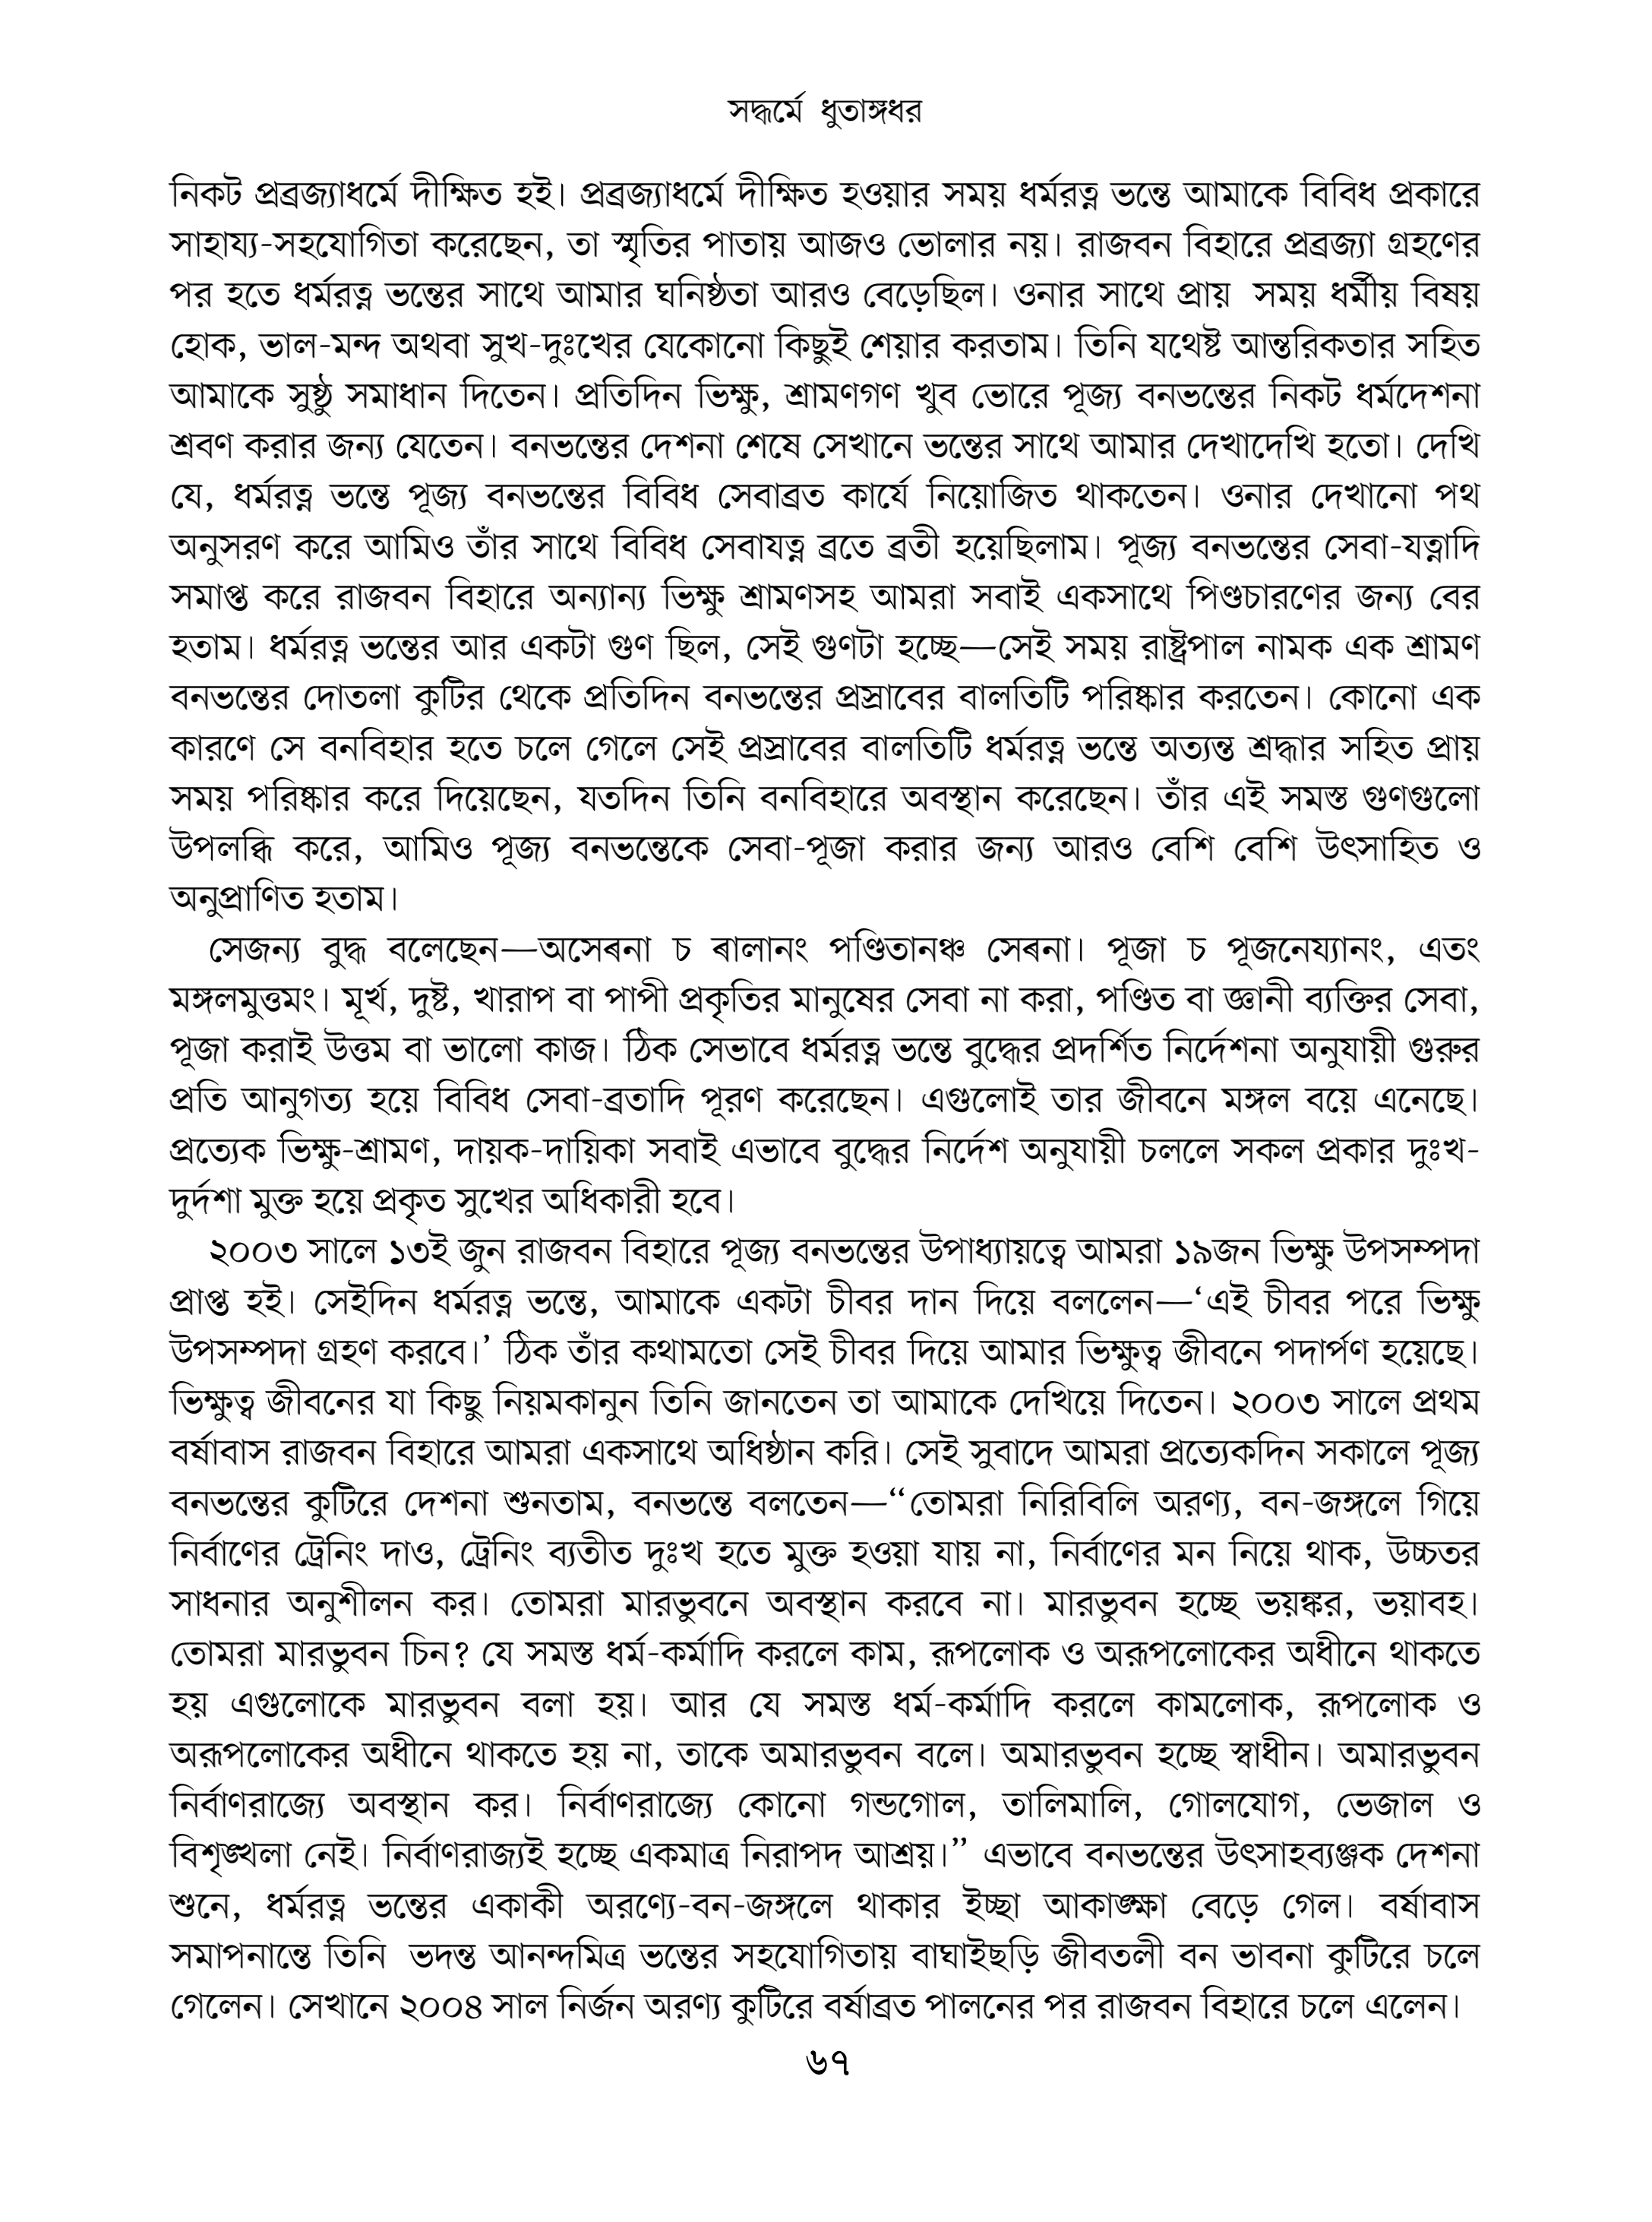 সদ্ধর্মে ধুতাঙ্গধর
নিকট প্রব্রজ্যাধর্মে দীক্ষিত হই। প্রব্রজ্যাধর্মে দীক্ষিত হওয়ার সময় ধর্মরত্ন ভন্তে আমাকে বিবিধ প্রকারে
সাহায্য-সহযোগিতা করেছেন, তা স্মৃতির পাতায় আজও ভোলার নয়। রাজবন বিহারে প্রব্রজ্যা গ্রহণের
পর হতে ধর্মরত্ন ভন্তের সাথে আমার ঘনিষ্ঠতা আরও বেড়েছিল। ওনার সাথে প্রায় সময় ধর্মীয় বিষয়
হোক, ভাল-মন্দ অথবা সুখ-দুঃখের যেকোনো কিছুই শেয়ার করতাম। তিনি যথেষ্ট আন্তরিকতার সহিত
আমাকে সুষ্ঠু সমাধান দিতেন। প্রতিদিন ভিক্ষু, শ্রামণগণ খুব ভোরে পূজ্য বনভন্তের নিকট ধর্মদেশনা
শ্রবণ করার জন্য যেতেন। বনভন্তের দেশনা শেষে সেখানে ভন্তের সাথে আমার দেখাদেখি হতো। দেখি
যে, ধর্মরত্ন ভন্তে পূজ্য বনভন্তের বিবিধ সেবাব্রত কার্যে নিয়োজিত থাকতেন। ওনার দেখানো পথ
অনুসরণ করে আমিও তাঁর সাথে বিবিধ সেবাযত্ন ব্রতে ব্রতী হয়েছিলাম। পূজ্য বনভন্তের সেবা-যত্নাদি
সমাপ্ত করে রাজবন বিহারে অন্যান্য ভিক্ষু শ্রামণসহ আমরা সবাই একসাথে পিণ্ডচারণের জন্য বের
হতাম। ধর্মরত্ন ভন্তের আর একটা গুণ ছিল, সেই গুণটা হচ্ছে—সেই সময় রাষ্ট্রপাল নামক এক শ্রামণ
বনভন্তের দোতলা কুটির থেকে প্রতিদিন বনভন্তের প্রস্রাবের বালতিটি পরিষ্কার করতেন। কোনো এক
কারণে সে বনবিহার হতে চলে গেলে সেই প্রস্রাবের বালতিটি ধর্মরত্ন ভন্তে অত্যন্ত শ্রদ্ধার সহিত প্রায়
সময় পরিষ্কার করে দিয়েছেন, যতদিন তিনি বনবিহারে অবস্থান করেছেন। তাঁর এই সমস্ত গুণগুলো
উপলব্ধি করে, আমিও পূজ্য বনভন্তেকে সেবা-পূজা করার জন্য আরও বেশি বেশি উৎসাহিত ও
অনুপ্রাণিত হতাম।
সেজন্য বুদ্ধ বলেছেন—অসেৰনা চ ৰালানং পণ্ডিতানঞ্চ সেৰনা। পূজা চ পূজনেয্যানং, এতং
মঙ্গলমুত্তমং। মূর্খ, দুষ্ট, খারাপ বা পাপী প্রকৃতির মানুষের সেবা না করা, পণ্ডিত বা জ্ঞানী ব্যক্তির সেবা,
পূজা করাই উত্তম বা ভালো কাজ। ঠিক সেভাবে ধর্মরত্ন ভন্তে বুদ্ধের প্রদর্শিত নির্দেশনা অনুযায়ী গুরুর
প্রতি আনুগত্য হয়ে বিবিধ সেবা-ব্রতাদি পূরণ করেছেন। এগুলোই তার জীবনে মঙ্গল বয়ে এনেছে।
প্রত্যেক ভিক্ষু-শ্রামণ, দায়ক-দায়িকা সবাই এভাবে বুদ্ধের নির্দেশ অনুযায়ী চললে সকল প্রকার দুঃখ-
দুর্দশা মুক্ত হয়ে প্রকৃত সুখের অধিকারী হবে।
২০০৩ সালে ১৩ই জুন রাজবন বিহারে পূজ্য বনভন্তের উপাধ্যায়ত্বে আমরা ১৯জন ভিক্ষু উপসম্পদা
প্রাপ্ত হই। সেইদিন ধর্মরত্ন ভন্তে, আমাকে একটা চীবর দান দিয়ে বললেন—‘এই চীবর পরে ভিক্ষু
উপসম্পদা গ্রহণ করবে।’ ঠিক তাঁর কথামতো সেই চীবর দিয়ে আমার ভিক্ষুত্ব জীবনে পদার্পণ হয়েছে।
ভিক্ষুত্ব জীবনের যা কিছু নিয়মকানুন তিনি জানতেন তা আমাকে দেখিয়ে দিতেন। ২০০৩ সালে প্রথম
বর্ষাবাস রাজবন বিহারে আমরা একসাথে অধিষ্ঠান করি। সেই সুবাদে আমরা প্রত্যেকদিন সকালে পূজ্য
বনভন্তের কুটিরে দেশনা শুনতাম, বনভন্তে বলতেন—“তোমরা নিরিবিলি অরণ্য, বন-জঙ্গলে গিয়ে
নির্বাণের ট্রেনিং দাও, ট্রেনিং ব্যতীত দুঃখ হতে মুক্ত হওয়া যায় না, নির্বাণের মন নিয়ে থাক, উচ্চতর
সাধনার অনুশীলন কর। তোমরা মারভুবনে অবস্থান করবে না। মারভুবন হচ্ছে ভয়ঙ্কর, ভয়াবহ।
তোমরা মারভুবন চিন? যে সমস্ত ধর্ম-কর্মাদি করলে কাম, রূপলোক ও অরূপলোকের অধীনে থাকতে
হয় এগুলোকে মারভুবন বলা হয়। আর যে সমস্ত ধর্ম-কর্মাদি করলে কামলোক, রূপলোক ও
অরূপলোকের অধীনে থাকতে হয় না, তাকে অমারভুবন বলে। অমারভুবন হচ্ছে স্বাধীন। অমারভুবন
নির্বাণরাজ্যে অবস্থান কর। নির্বাণরাজ্যে কোনো গন্ডগোল, তালিমালি, গোলযোগ, ভেজাল ও
বিশৃঙ্খলা নেই। নির্বাণরাজ্যই হচ্ছে একমাত্র নিরাপদ আশ্রয়।” এভাবে বনভন্তের উৎসাহব্যঞ্জক দেশনা
শুনে, ধর্মরত্ন ভন্তের একাকী অরণ্যে-বন-জঙ্গলে থাকার ইচ্ছা আকাঙ্ক্ষা বেড়ে গেল। বর্ষাবাস
সমাপনান্তে তিনি ভদন্ত আনন্দমিত্র ভন্তের সহযোগিতায় বাঘাইছড়ি জীবতলী বন ভাবনা কুটিরে চলে
গেলেন। সেখানে ২০০৪ সাল নির্জন অরণ্য কুটিরে বর্ষাব্রত পালনের পর রাজবন বিহারে চলে এলেন।
৬৭